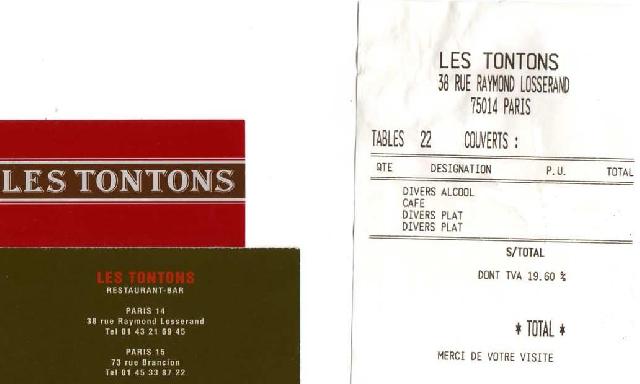 LES TONTONS
LES TONTONS
RESTAURANT-BAR
PARIS 14
38 rue Raymond Losserand
Tel 01 43 21 69 45
PARIS 15
73 rue Brancion
Tel 01 45 33 87 22
LES TONTONS
38 RUE RAYMOND LOSSERAND
75014 PARIS
TABLES 22 COUVERTS :
QTE DESIGNATION P.U. TOTAL
DIVERS ALCOOL
CAFE
DIVERS PLAT
DIVERS PLAT
S/TOTAL
DONT TVA 19.60 %
* TOTAL *
MERCI DE VOTRE VISITE